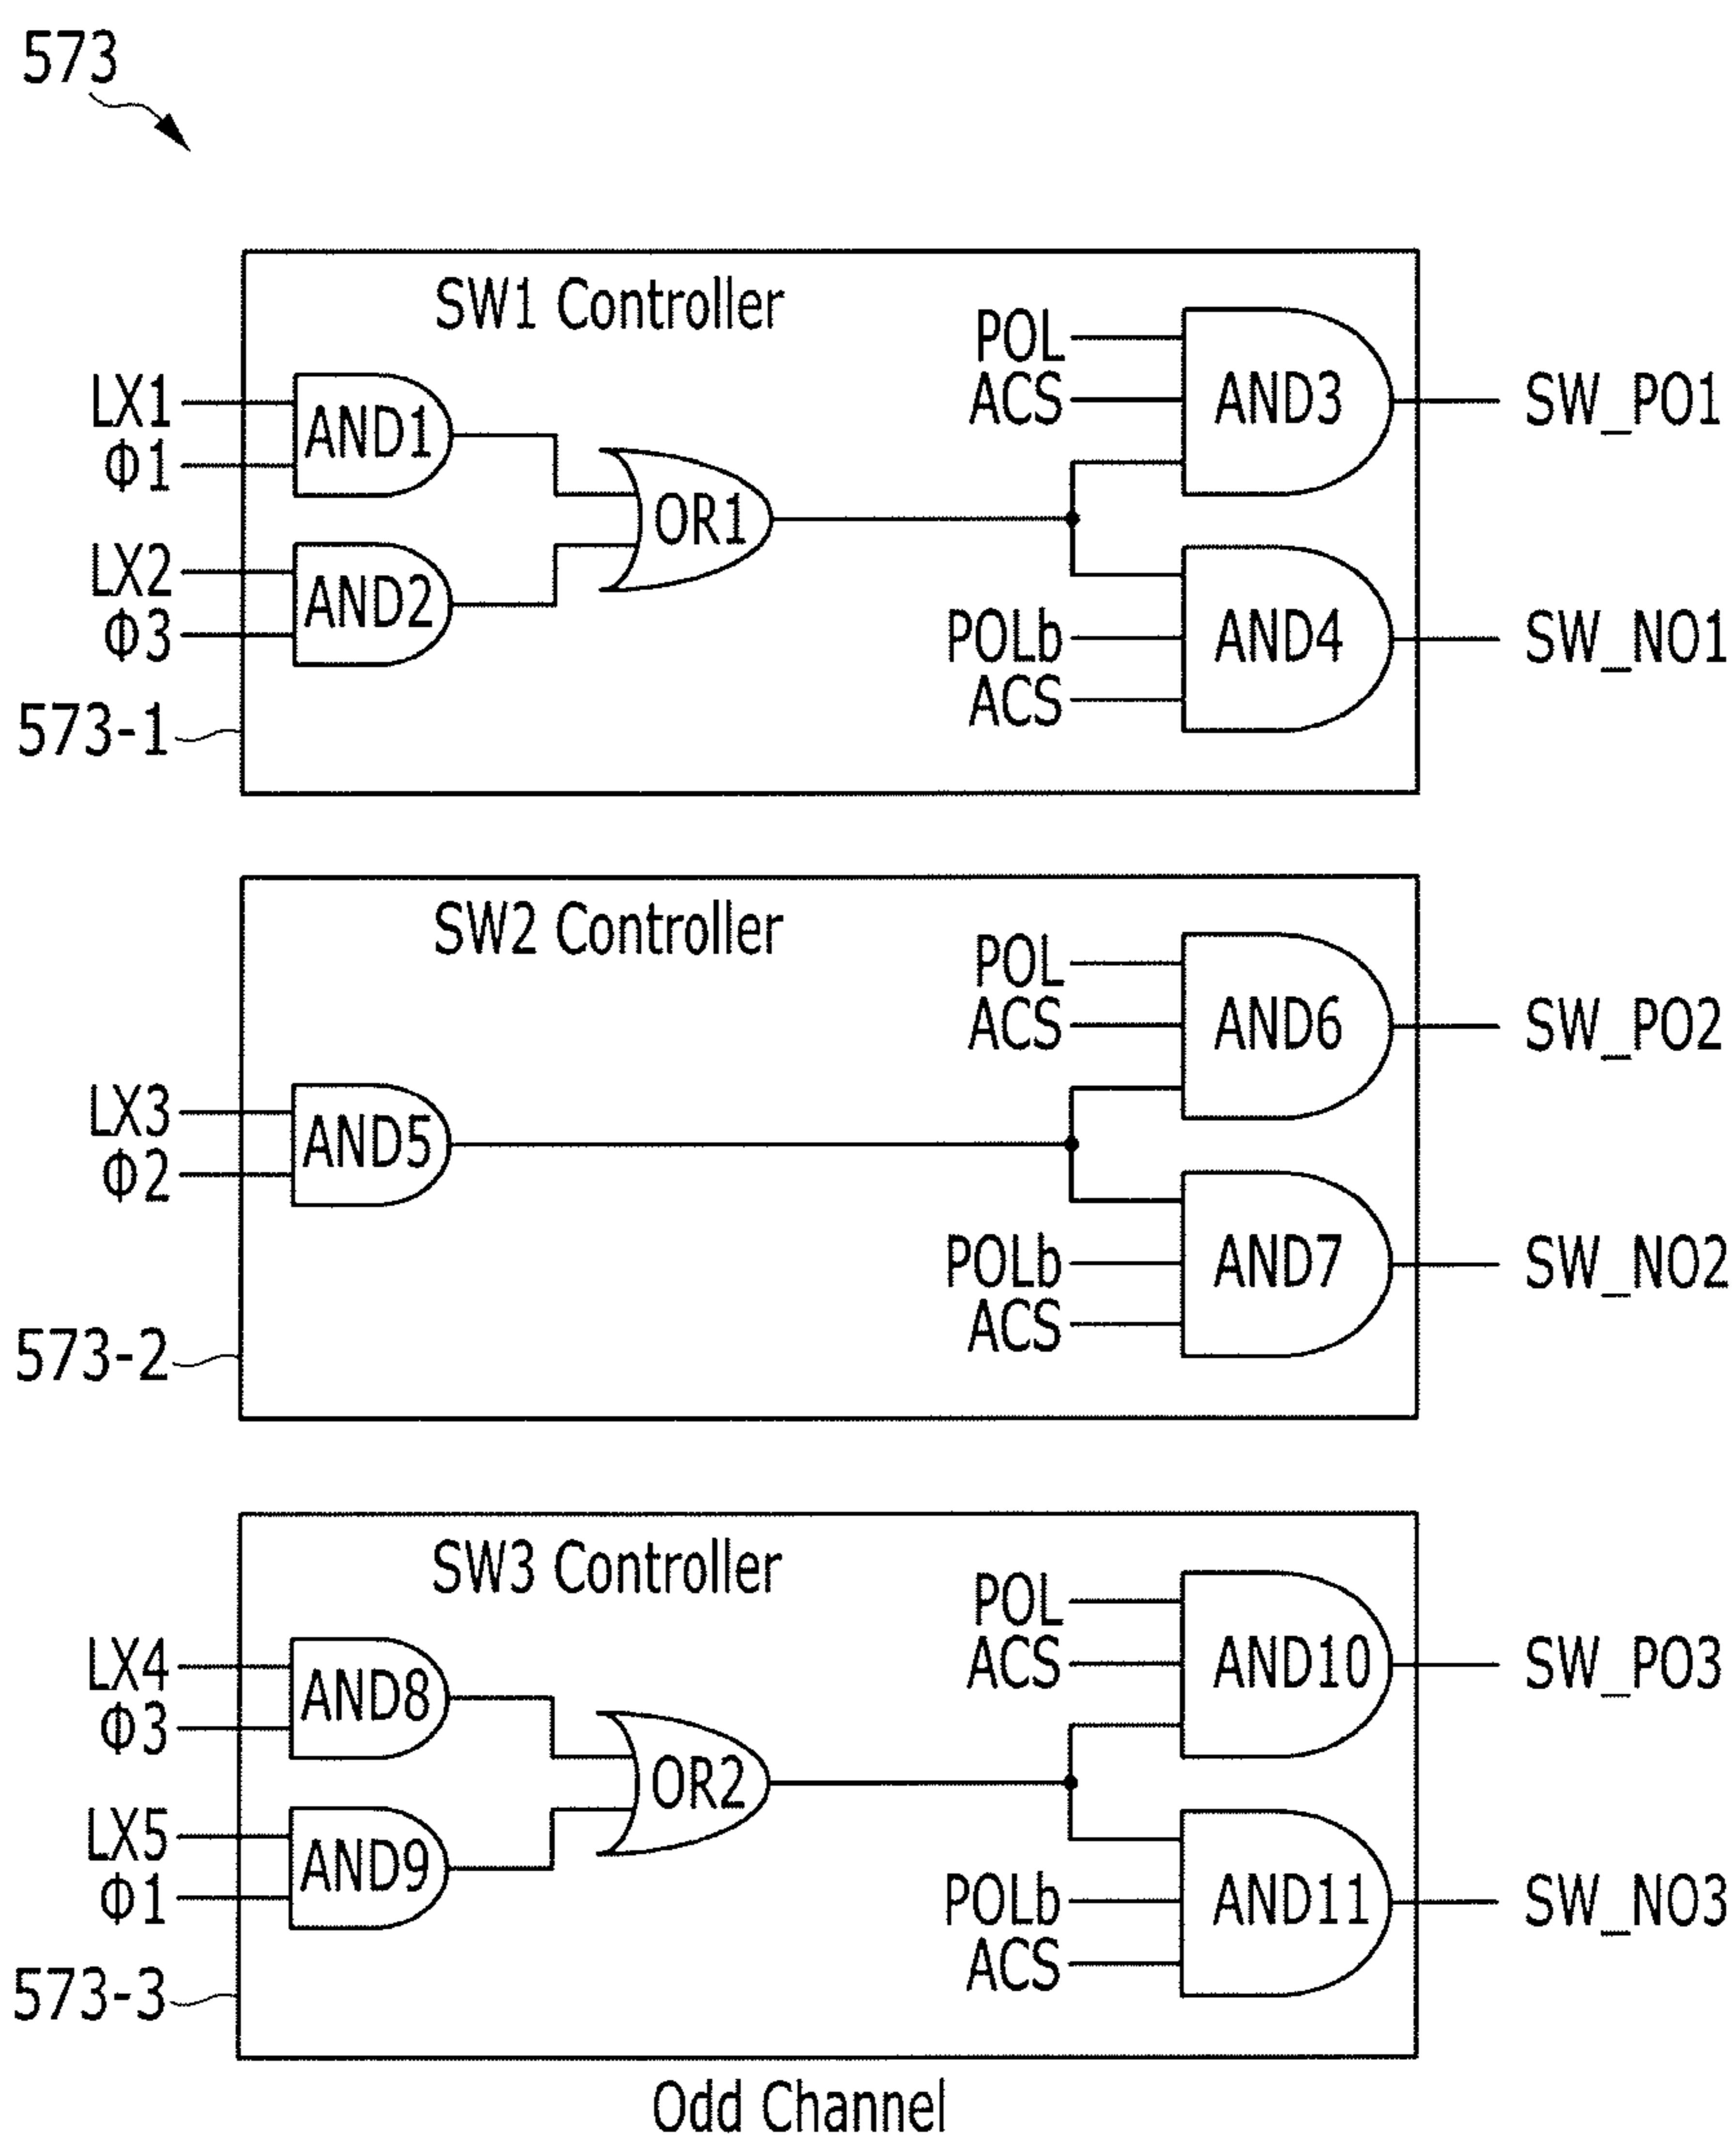 573
SW1 Controller
LX1
Φ1
AND1
LX2
Φ3
AND2
OR1
POL
ACS
AND3
SW_PO1
POLb
ACS
AND4
SW_NO1
573-1
SW2 Controller
LX3
Φ2
AND5
POL
ACS
AND6
SW_PO2
POLb
ACS
AND7
SW_NO2
573-2
SW3 Controller
LX4
Φ3
AND8
LX5
Φ1
AND9
OR2
POL
ACS
AND10
SW_PO3
POLb
ACS
AND11
SW_NO3
573-3
Odd Channel